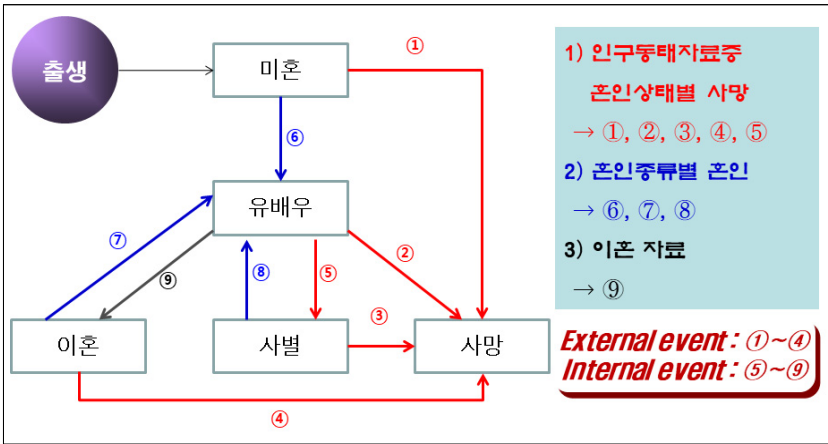 출생
미혼
①
⑥
유배우
⑦
⑨
⑧
⑤
②
③
이혼
사별
사망
④
1) 인구동태자료중
혼인상태별 사망
→ ①, ②, ③, ④, ⑤
2) 혼인종류별 혼인
→ ⑥, ⑦, ⑧
3) 이혼 자료
→ ⑨
External event : ①~④
Internal event : ⑤~⑨